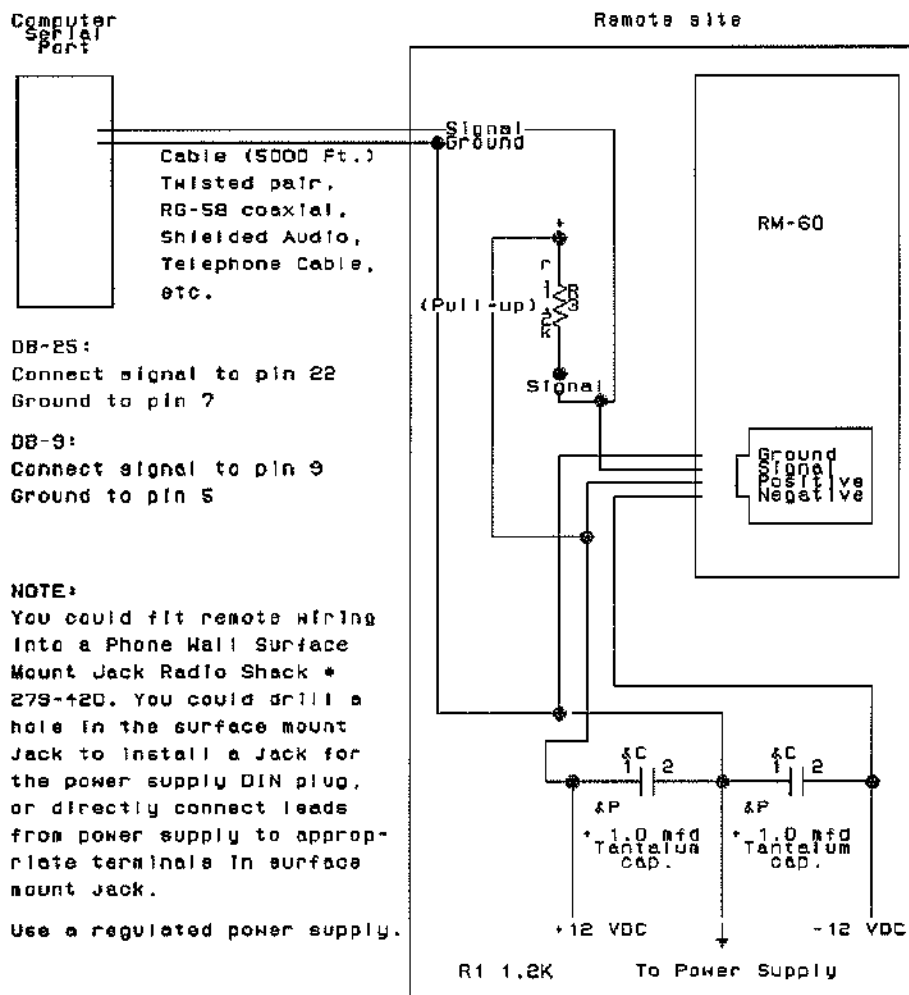 Computer
Serial
Port
Remote site
Signal
Ground
Cable (5000 Ft.)
Twisted pair,
RG-58 coaxial,
Shielded Audio,
Telephone Cable,
etc.
RM-60
+
r
1
R
3
(Pull-up)
1.2K
Signal
DB-25:
Connect signal to pin 22
Ground to pin 7
DB-9:
Connect signal to pin 9
Ground to pin 5
Ground
Signal
Positive
Negative
NOTE:
You could fit remote wiring
into a Phone Wall Surface
Mount Jack Radio Shack #
279-420. You could drill a
hole in the surface mount
Jack to install a Jack for
the power supply DIN plug,
or directly connect leads
from power supply to approp-
riate terminals in surface
mount Jack.
Use a regulated power supply.
&C
1 2
&P
+ 1.0 mfd
Tantalum
cap.
&C
1 2
&P
+ 1.0 mfd
Tantalum
cap.
+12 VDC
-12 VDC
R1 1.2K
To Power Supply